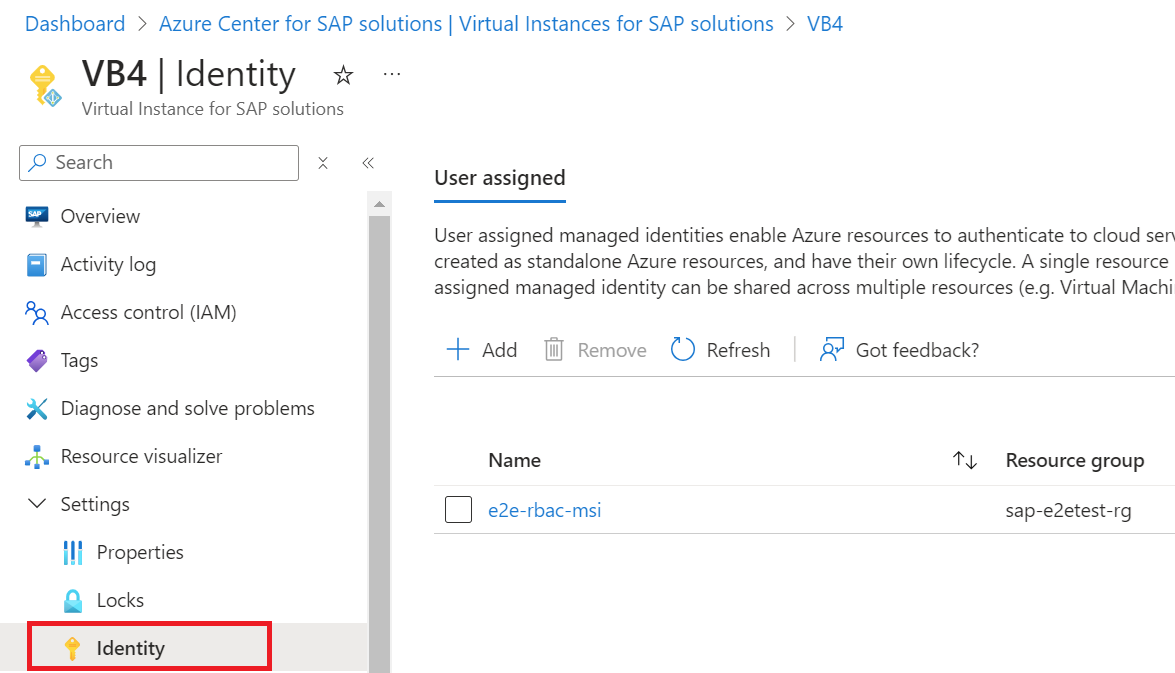 Dashboard > Azure Center for SAP solutions | Virtual Instances for SAP solutions > VB4
VB4 | Identity
Virtual Instance for SAP solutions
Search
SAP Overview
Activity log
Access control (IAM)
Tags
Diagnose and solve problems
Resource visualizer
Settings
Properties
Locks
Identity
User assigned
User assigned managed identities enable Azure resources to authenticate to cloud
created as standalone Azure resources, and have their own lifecycle. A single resource
assigned managed identity can be shared across multiple resources (e.g. Virtual
Add Remove Refresh Got feedback?
Name Resource group
e2e-rbac-msi sap-e2etest-rg